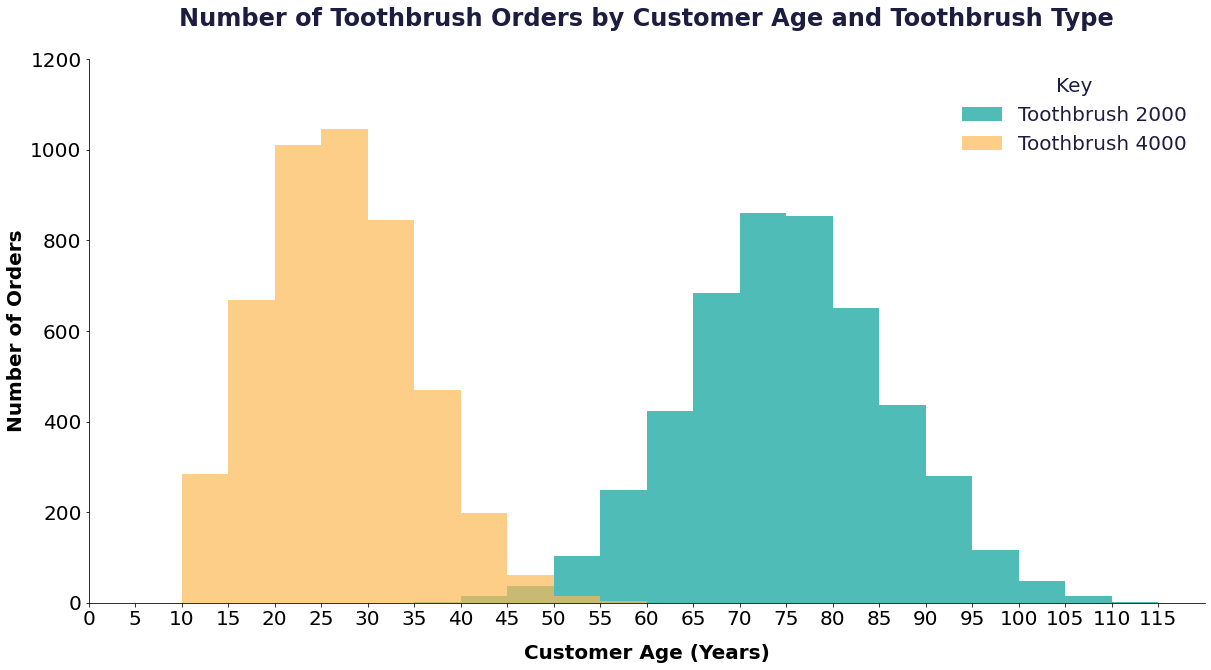 Number of Toothbrush Orders by Customer Age and Toothbrush Type
1200
1000
800
600
400
200
0
Number of Orders
Key
Toothbrush 2000
Toothbrush 4000
0 5 10 15 20 25 30 35 40 45 50 55 60 65 70 75 80 85 90 95 100 105 110 115
Customer Age (Years)